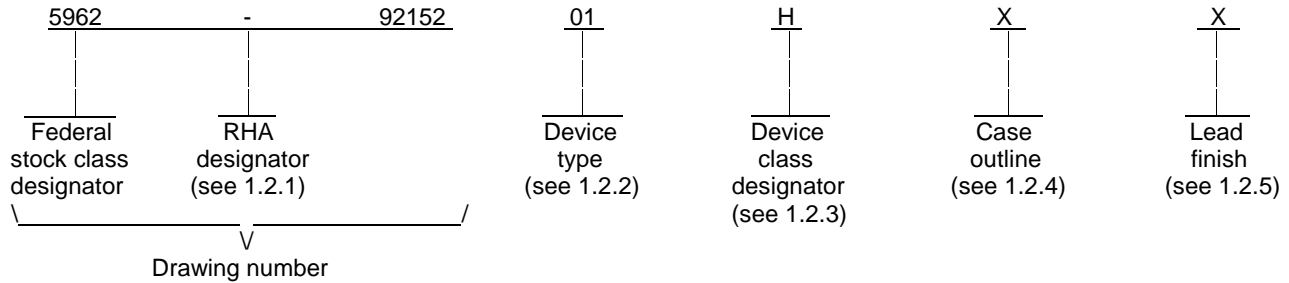 5962 - 92152 01 H X X
Federal stock class designator
RHA designator (see 1.2.1)
Device type (see 1.2.2)
Device class designator (see 1.2.3)
Case outline (see 1.2.4)
Lead finish (see 1.2.5)
\ /
\/
Drawing number